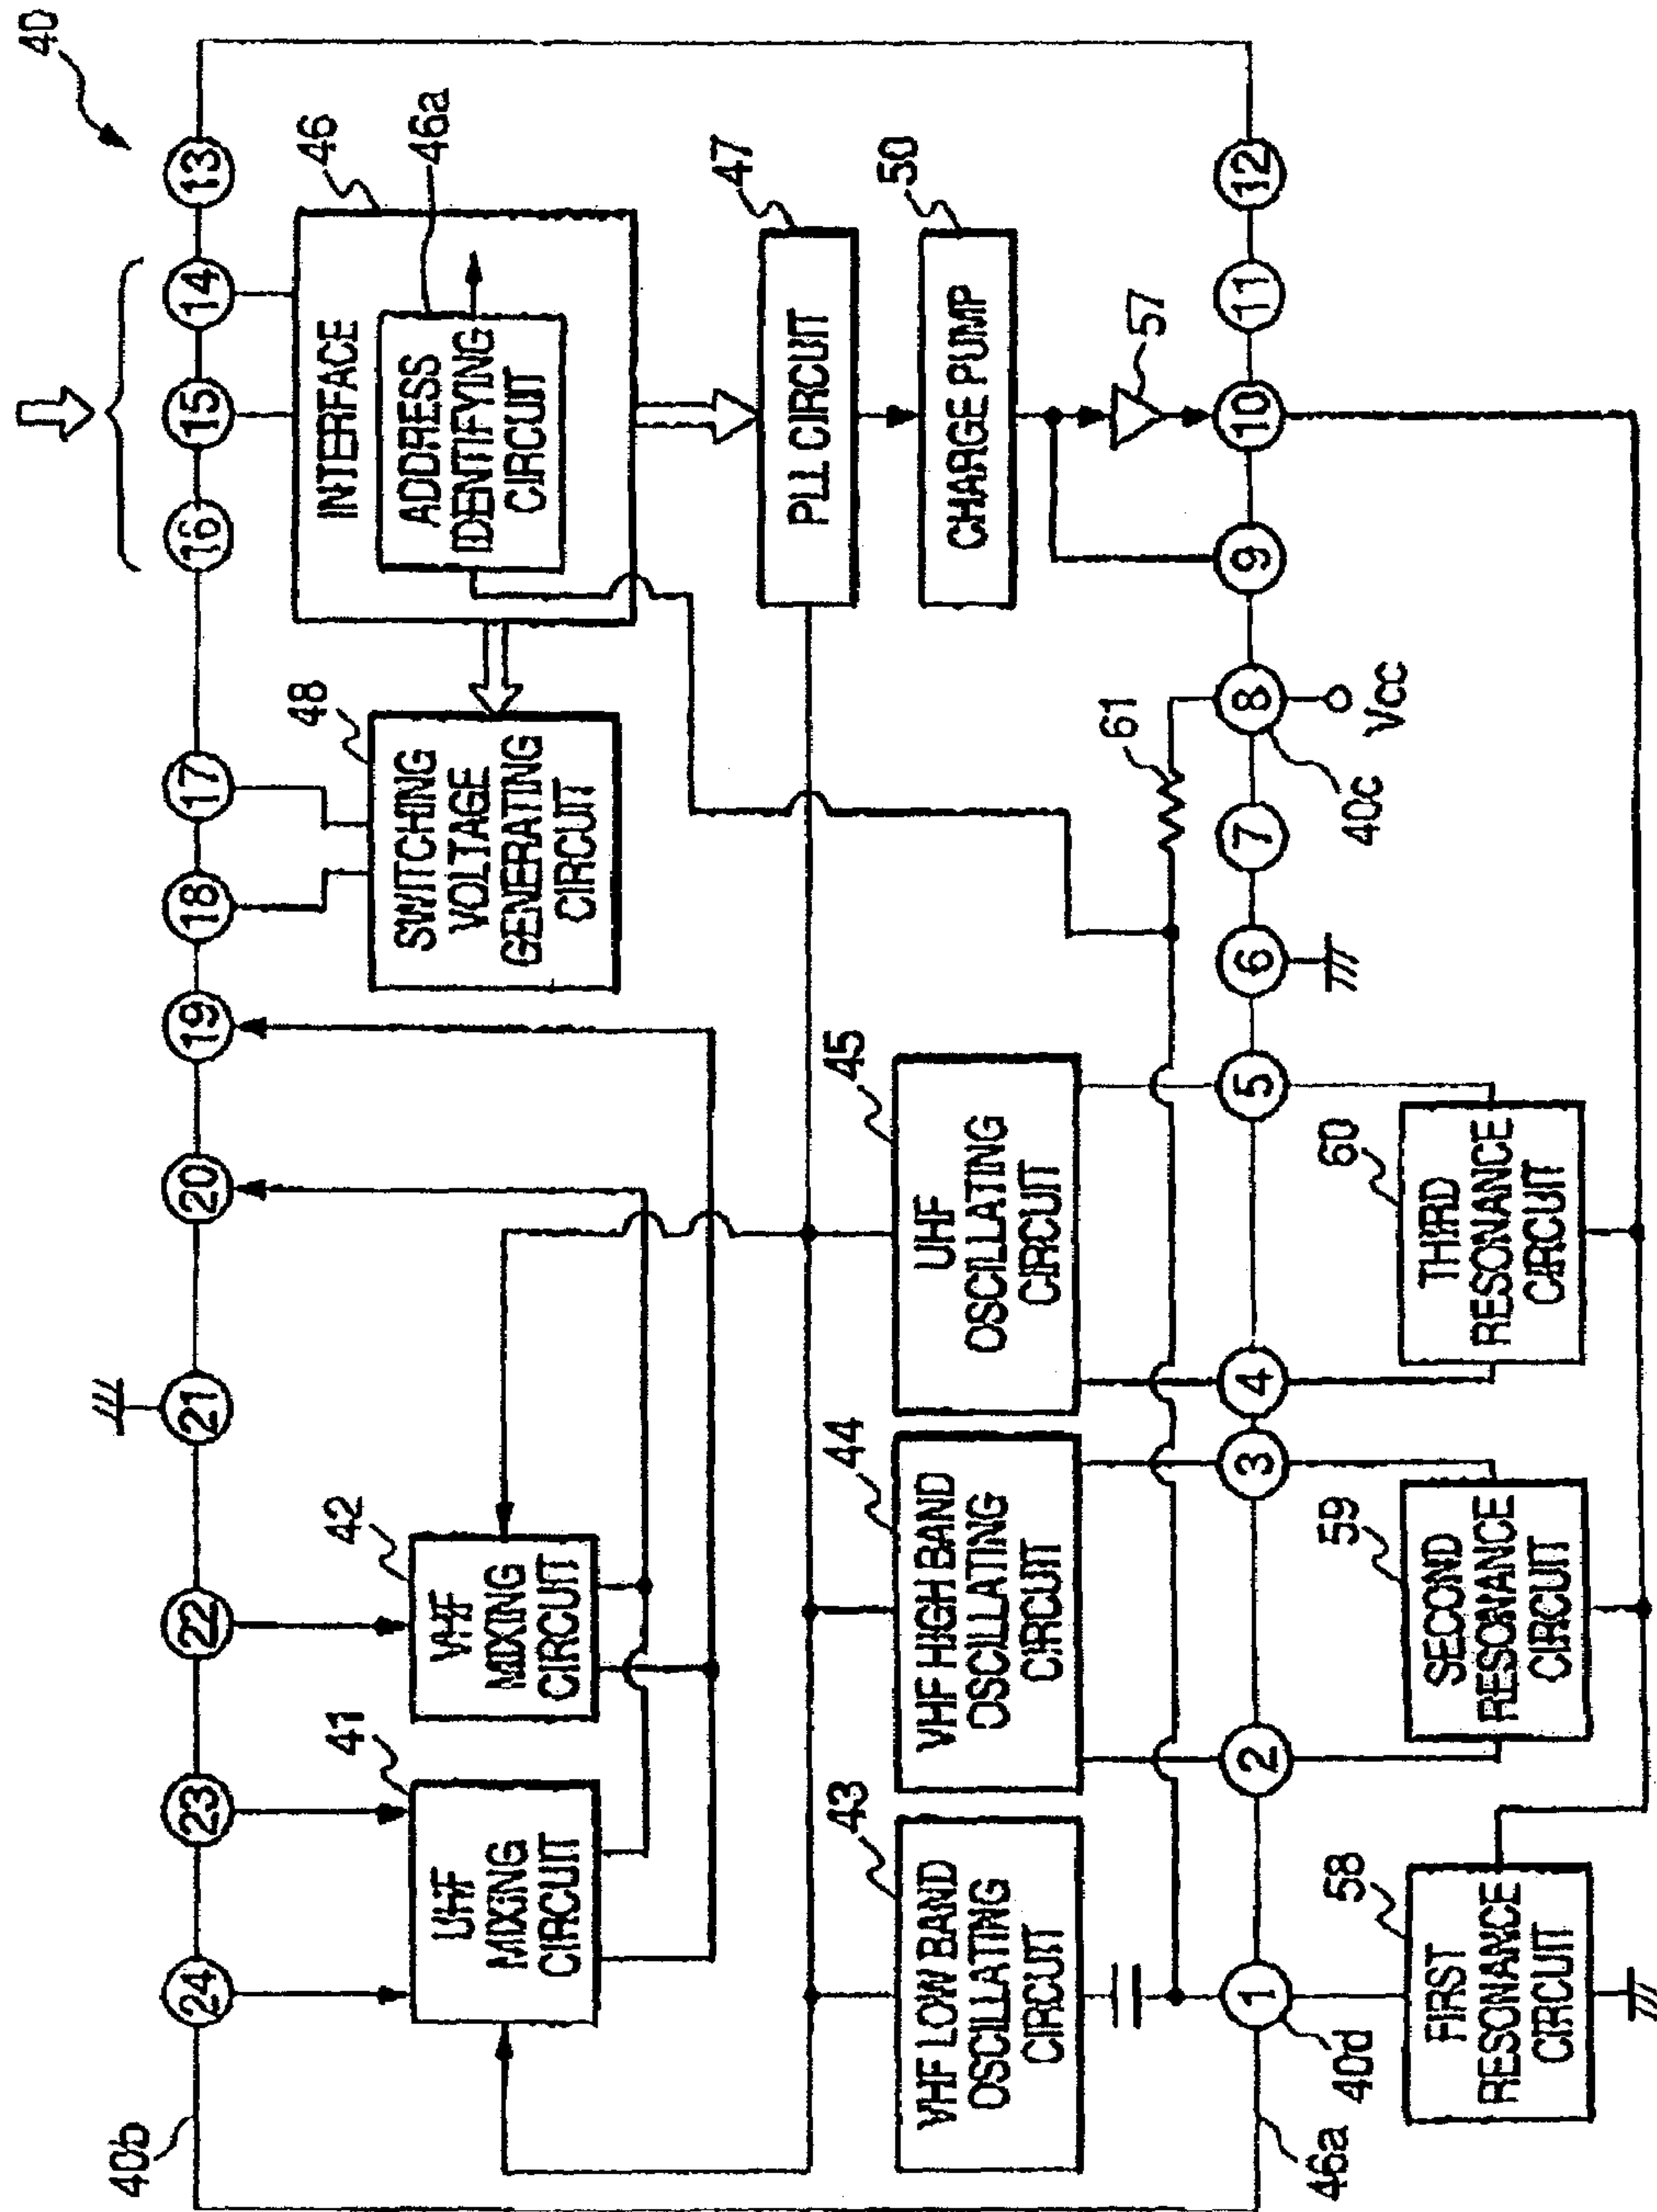 40
13
14
15
16
17
18
19
20
21
22
23
24
40b
46
46a
INTERFACE
ADDRESS
IDENTIFYING
CIRCUIT
48
SWITCHING
VOLTAGE
GENERATING
CIRCUIT
42
VHF
MIXING
CIRCUIT
41
UHF
MIXING
CIRCUIT
47
PLL CIRCUIT
50
CHARGE PUMP
57
45
UHF
OSCILLATING
CIRCUIT
44
VHF HIGH BAND
OSCILLATING
CIRCUIT
43
VHF LOW BAND
OSCILLATING
CIRCUIT
61
12
11
10
9
8
7
6
5
4
3
2
1
Vcc
40c
40d
46a
60
THIRD
RESONANCE
CIRCUIT
59
SECOND
RESONANCE
CIRCUIT
58
FIRST
RESONANCE
CIRCUIT